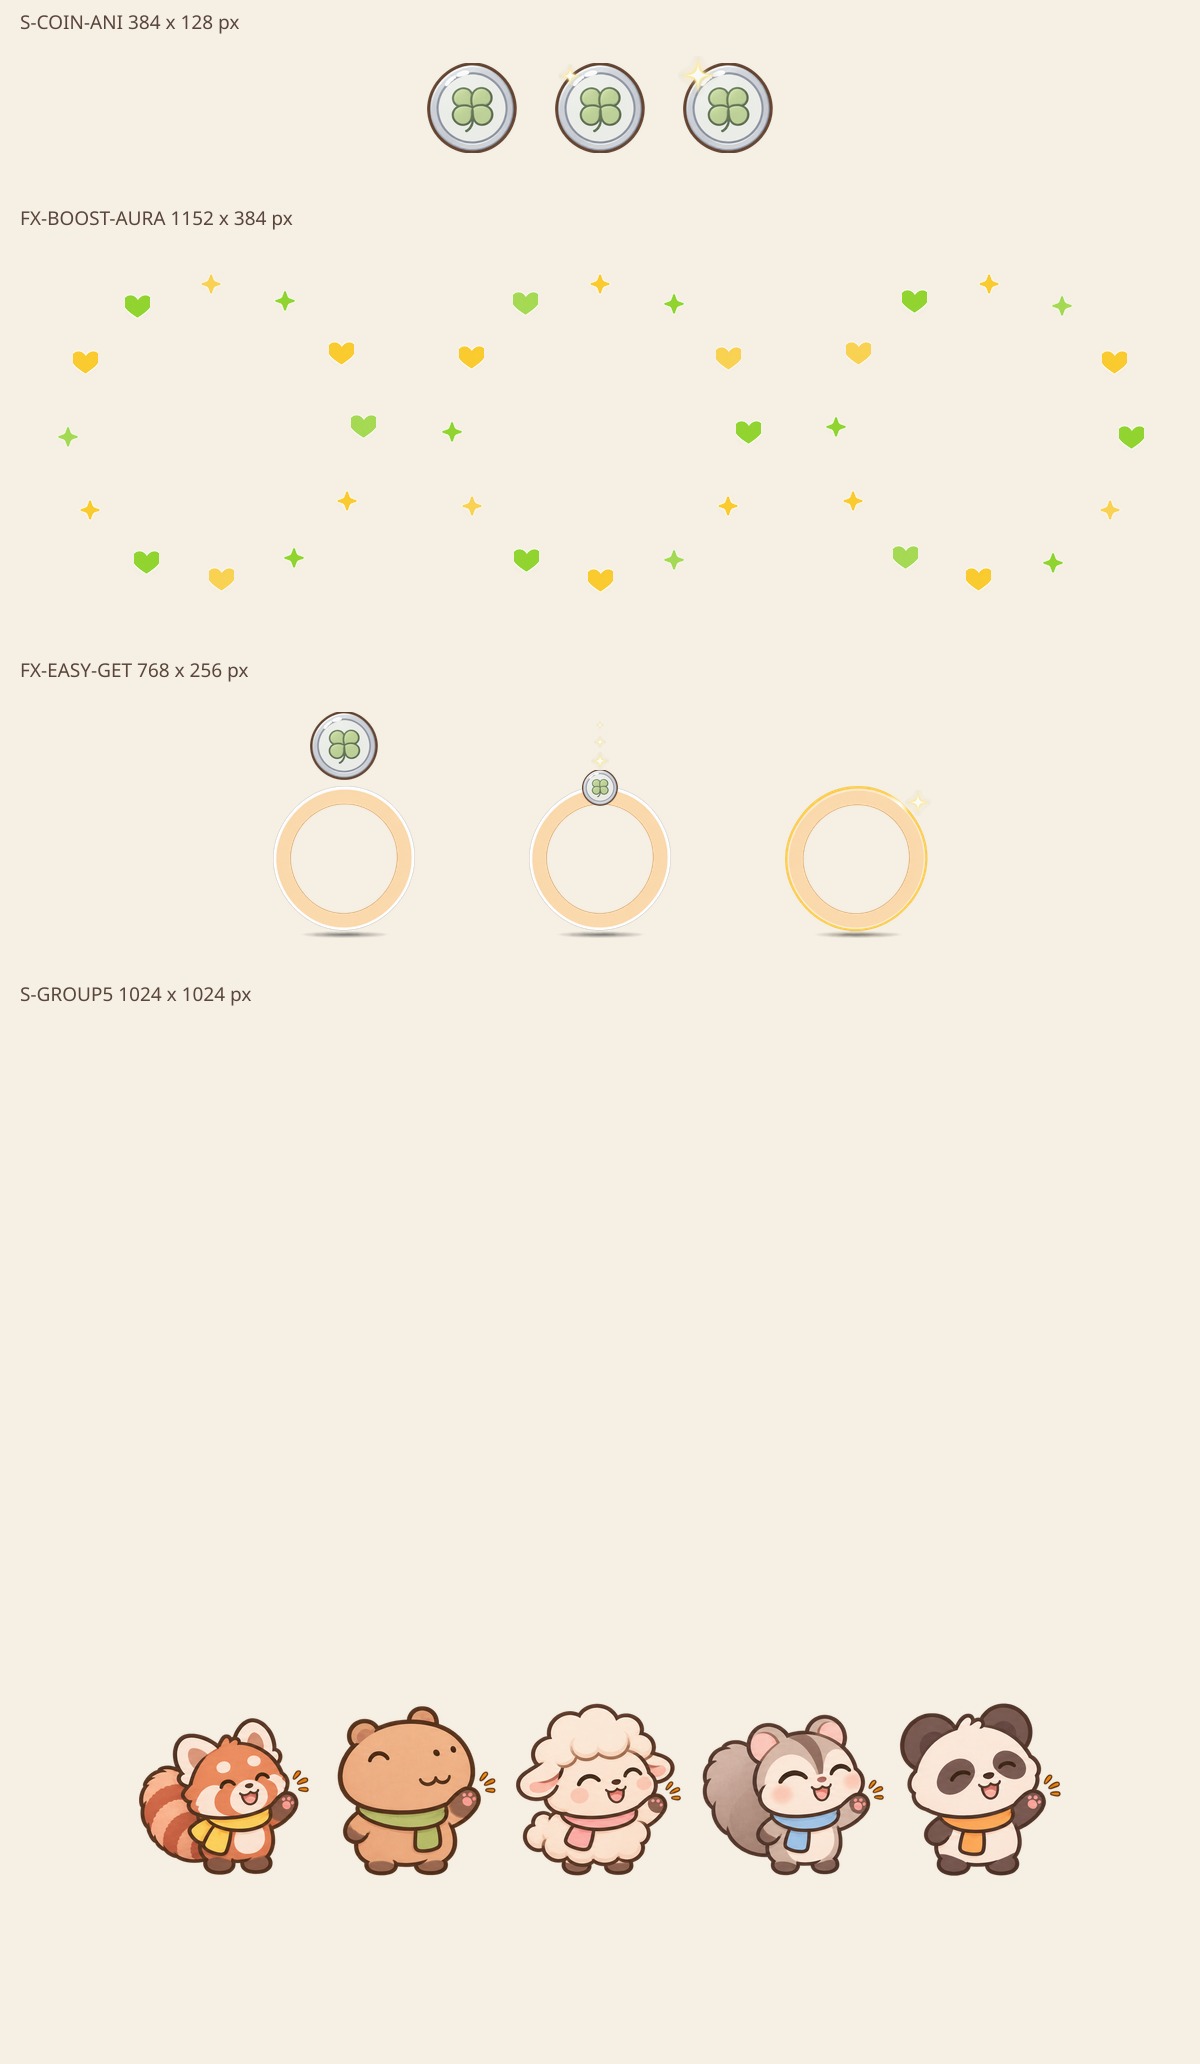 S-COIN-ANI 384 x 128 px
FX-BOOST-AURA 1152 x 384 px
FX-EASY-GET 768 x 256 px
S-GROUP5 1024 x 1024 px